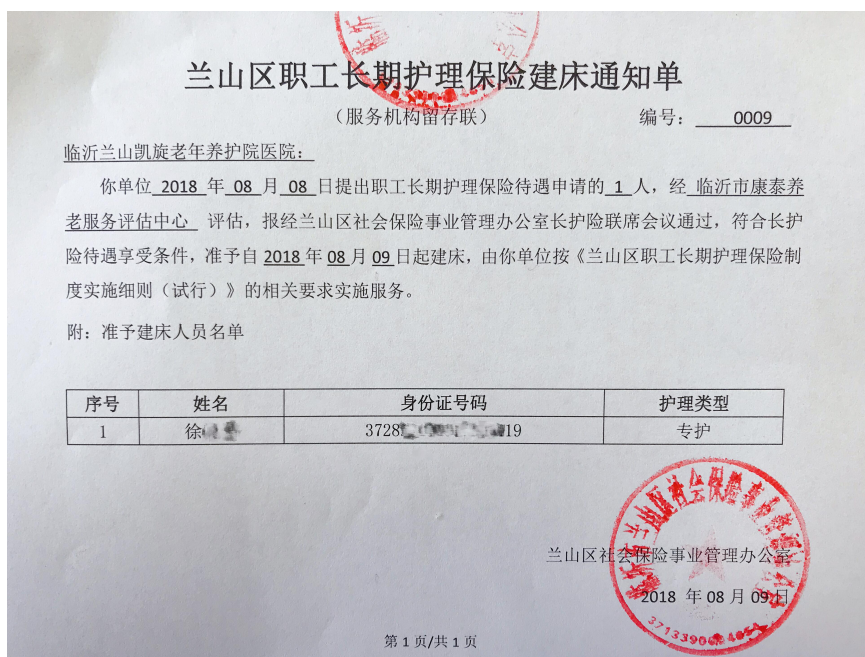 兰山区职工长期护理保险建床通知单
（服务机构留存联） 编号： 0009
临沂兰山凯旋老年养护院医院：
你单位 2018 年 08 月 08 日提出职工长期护理保险待遇申请的 1 人，经 临沂市康泰养
老服务评估中心 评估，报经兰山区社会保险事业管理办公室长护险联席会议通过，符合长护
险待遇享受条件，准予自 2018 年 08 月 09 日起建床，由你单位按《兰山区职工长期护理保险制
度实施细则（试行）》的相关要求实施服务。
附：准予建床人员名单
序号 姓名 身份证号码 护理类型
1 徐 3728 19 专护
兰山区社会保险事业管理办公室
2018 年 08 月 09 日
第 1 页/共 1 页